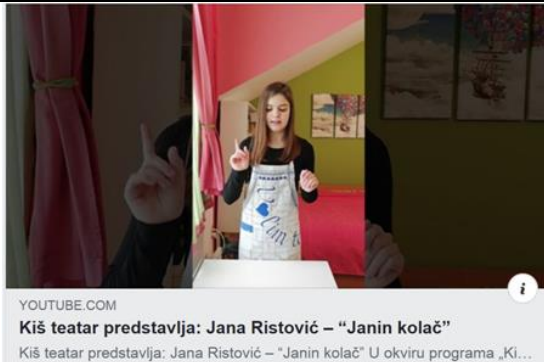 i
YOUTUBE.COM
Kiš teatar predstavlja: Jana Ristović – “Janin kolač”
Kiš teatar predstavlja: Jana Ristović – “Janin kolač” U okviru programa „Ki...